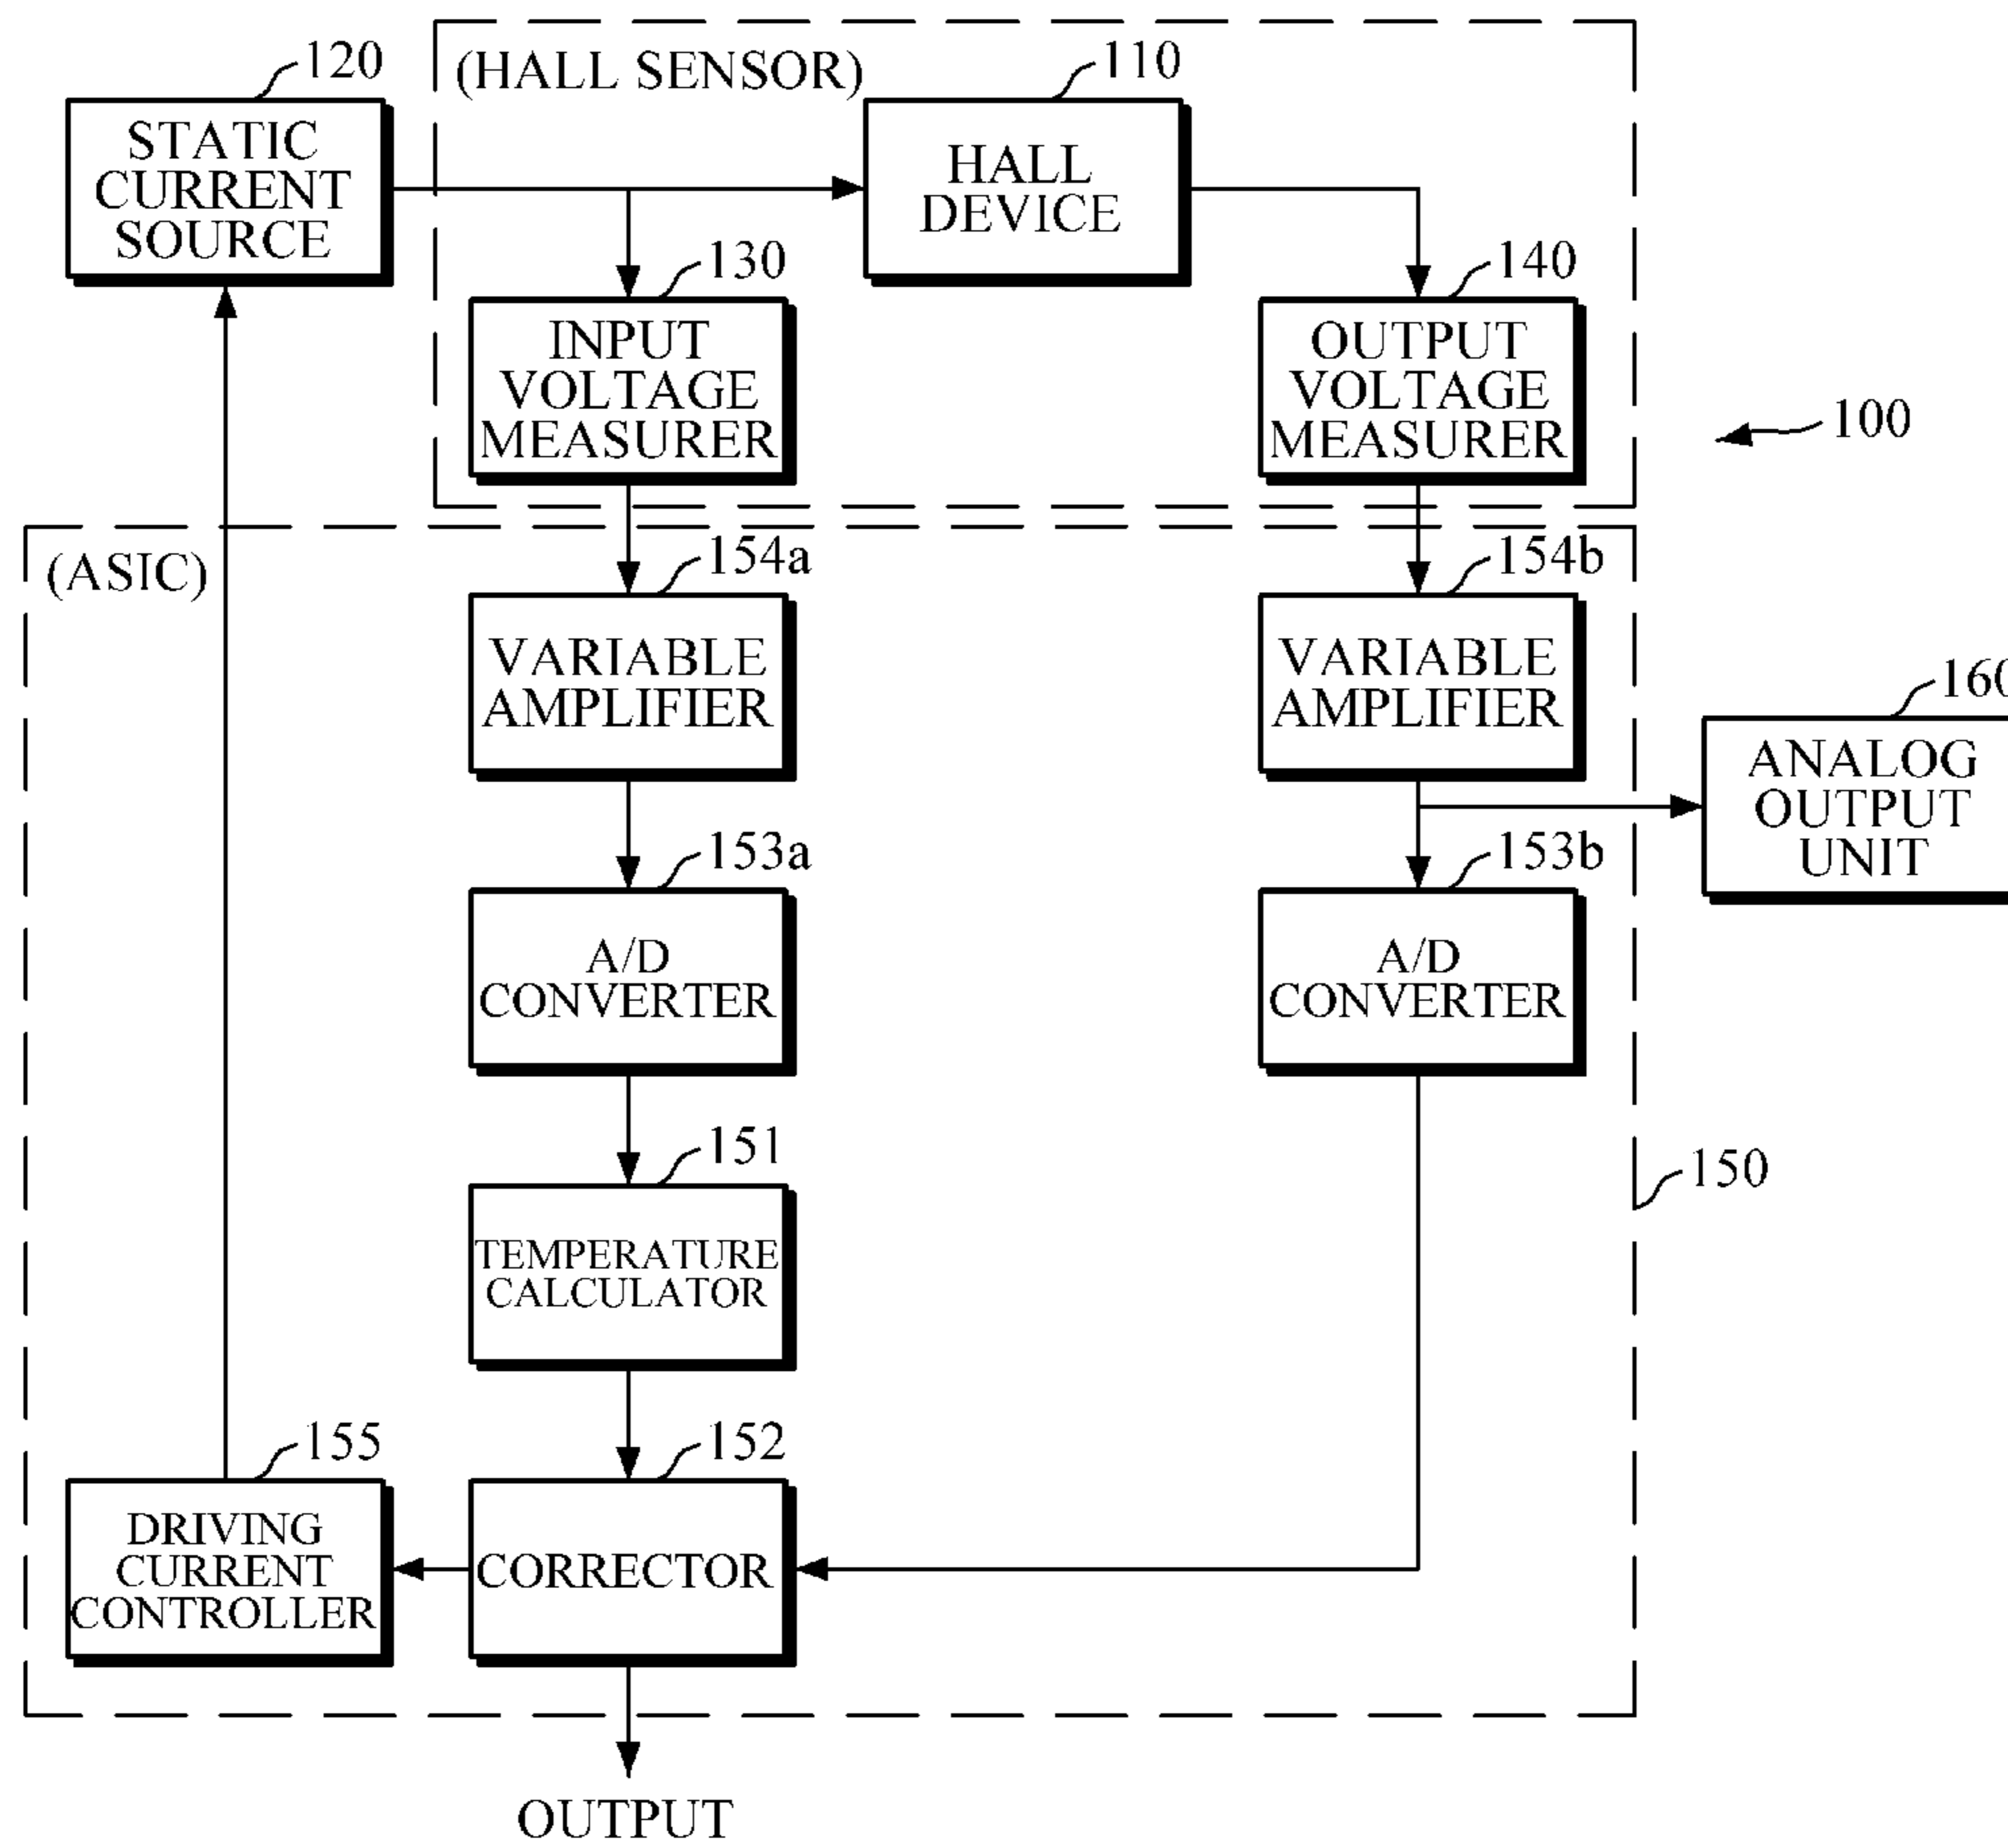 120
(HALL SENSOR)
110
STATIC
CURRENT
SOURCE
HALL
DEVICE
130
140
INPUT
VOLTAGE
MEASURER
OUTPUT
VOLTAGE
MEASURER
100
(ASIC)
154a
154b
VARIABLE
AMPLIFIER
VARIABLE
AMPLIFIER
160
ANALOG
OUTPUT
UNIT
153a
153b
A/D
CONVERTER
A/D
CONVERTER
151
150
TEMPERATURE
CALCULATOR
155
152
DRIVING
CURRENT
CONTROLLER
CORRECTOR
OUTPUT